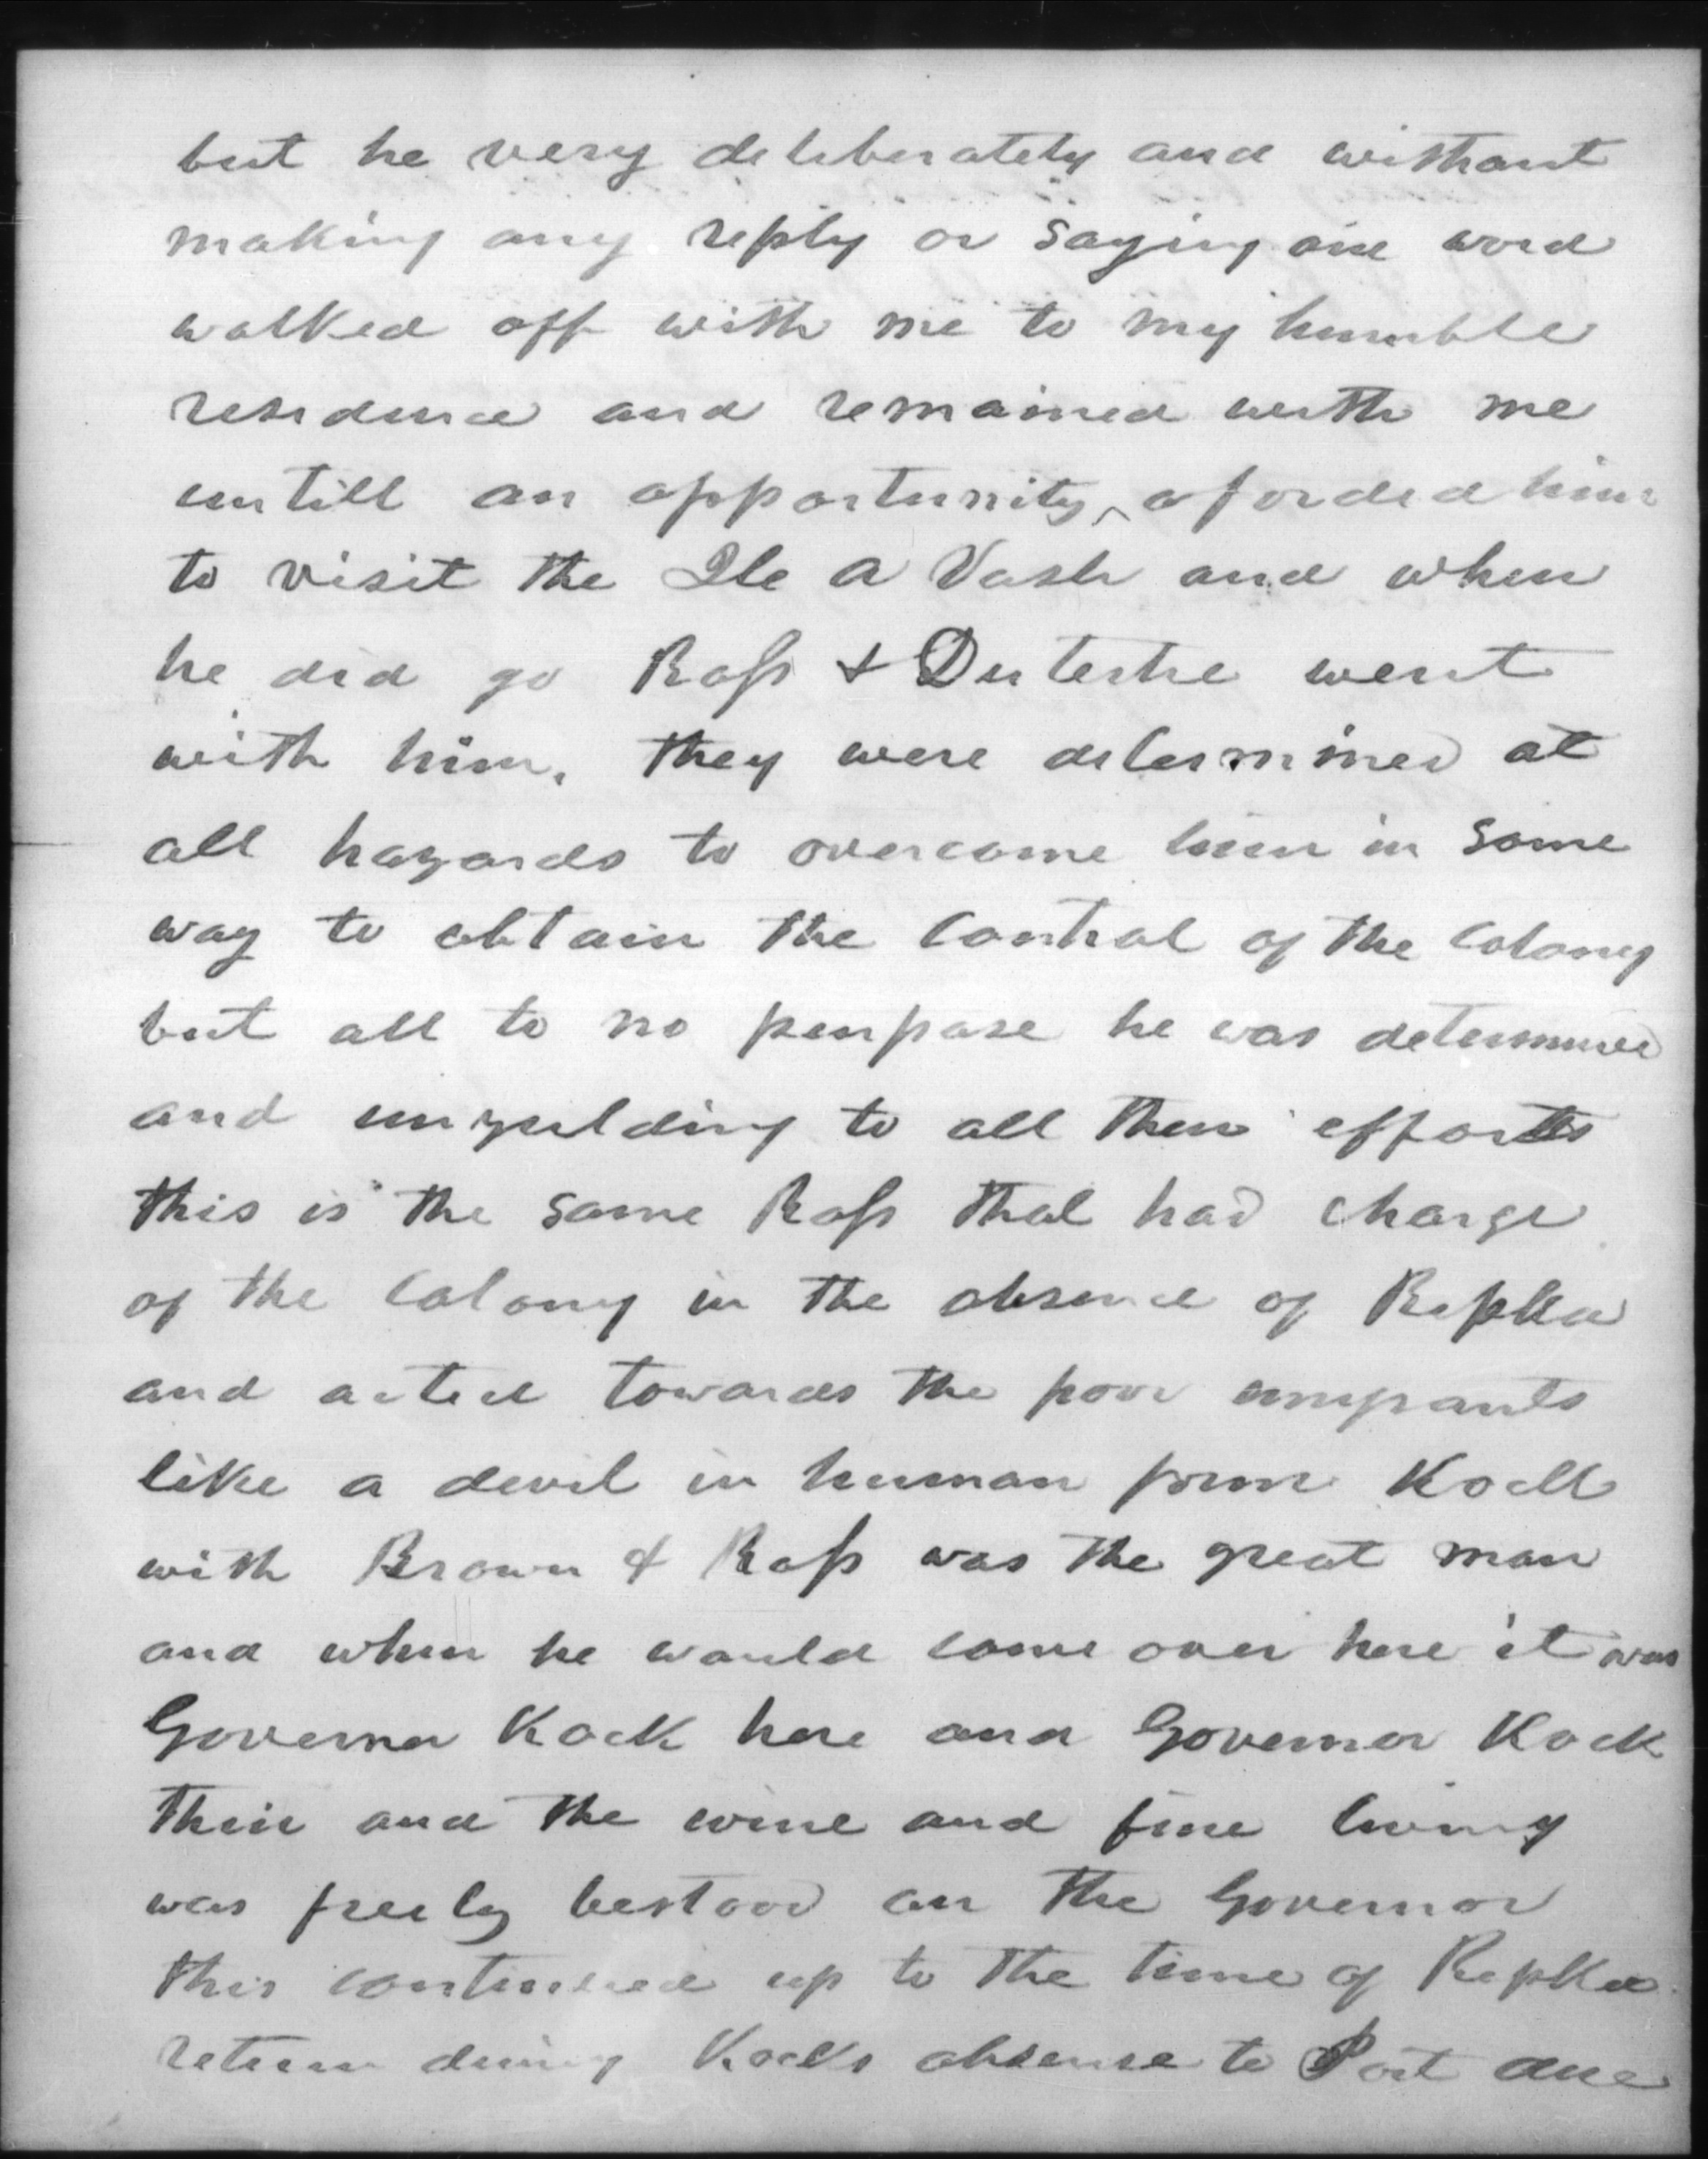 but he very deliberately and without
making any reply or saying one word
walked off with me to my humble
residence and remained with me
untill an opportunity aforded him
to visit the Ile A Vash and when
he did go Ross & Dutertre went
with him. they were determined at
all hazards to overcome him in some
way to obtain the Control of the Colony
but all to no purpose he was determined
and unyielding to all their efforts
this is the same Ross that had charge
of the Colony in the absence of Repka
and acted towards the poor emigrants
like a devil in human form Kock
with Brown & Ross was the great man
and when he would come over here it was
Governor Kock here and Governor Kock
their and the wine and fine living
was freely bestood on the Governor
this continued up to the time of Repka
return during Kocks absense to Port aue